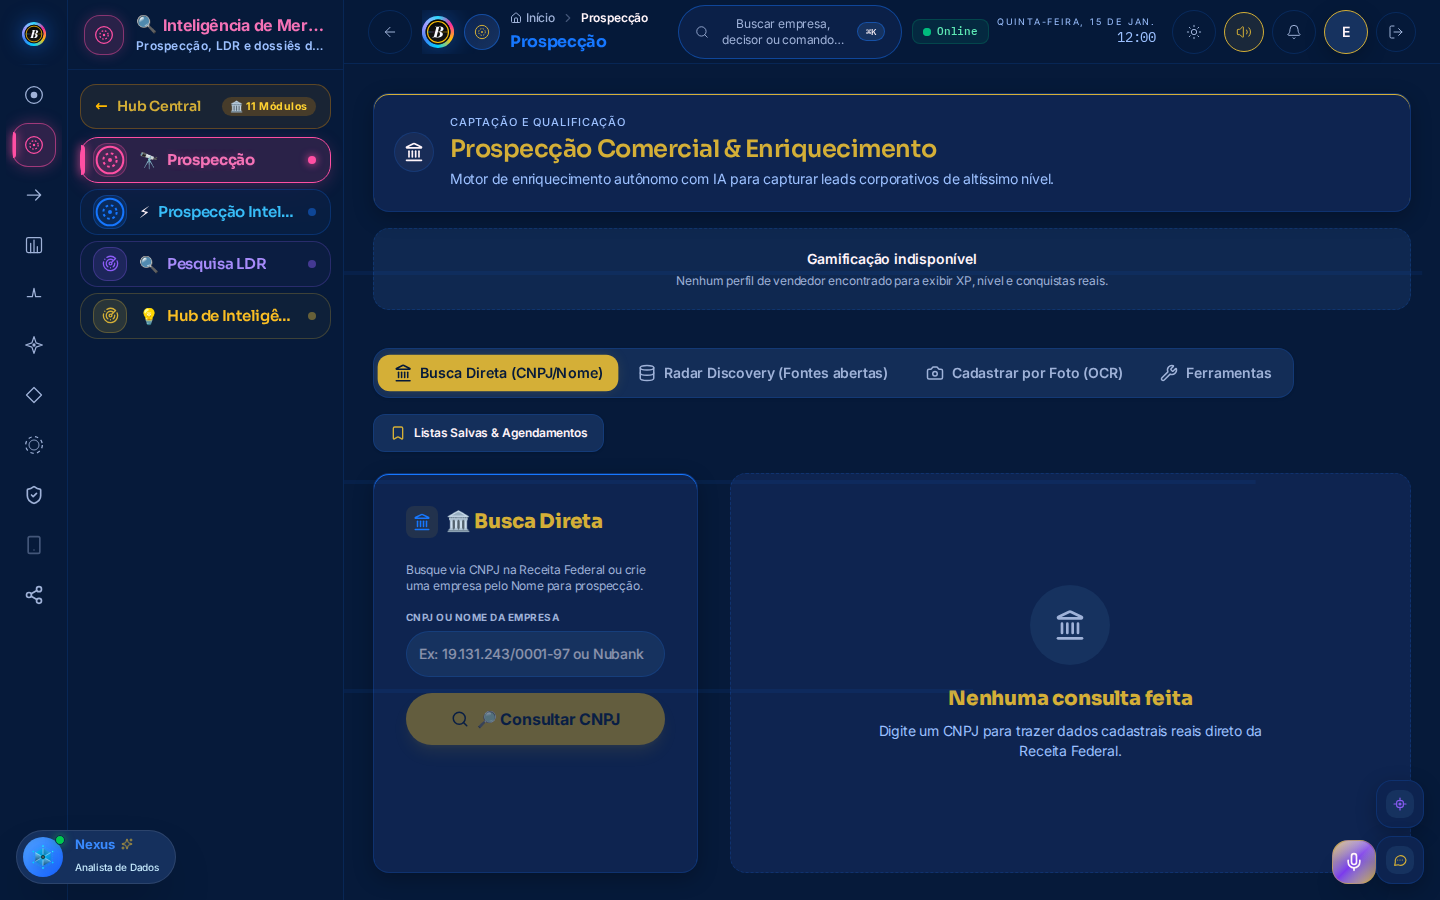 🔍 Inteligência de Mer...
Prospecção, LDR e dossiês d...
← Hub Central
🏛️ 11 Módulos
🔭 Prospecção
⚡ Prospecção Intel...
🔍 Pesquisa LDR
💡 Hub de Inteligê...
Nexus
Analista de Dados
B
Início > Prospecção
Prospecção
Buscar empresa, decisor ou comando...
⌘K
Online
QUINTA-FEIRA, 15 DE JAN.
12:00
E
CAPTAÇÃO E QUALIFICAÇÃO
Prospecção Comercial & Enriquecimento
Motor de enriquecimento autônomo com IA para capturar leads corporativos de altíssimo nível.
Gamificação indisponível
Nenhum perfil de vendedor encontrado para exibir XP, nível e conquistas reais.
Busca Direta (CNPJ/Nome)
Radar Discovery (Fontes abertas)
Cadastrar por Foto (OCR)
Ferramentas
Listas Salvas & Agendamentos
🏛️ Busca Direta
Busque via CNPJ na Receita Federal ou crie
uma empresa pelo Nome para prospecção.
CNPJ OU NOME DA EMPRESA
Ex: 19.131.243/0001-97 ou Nubank
🔎 Consultar CNPJ
Nenhuma consulta feita
Digite um CNPJ para trazer dados cadastrais reais direto da
Receita Federal.